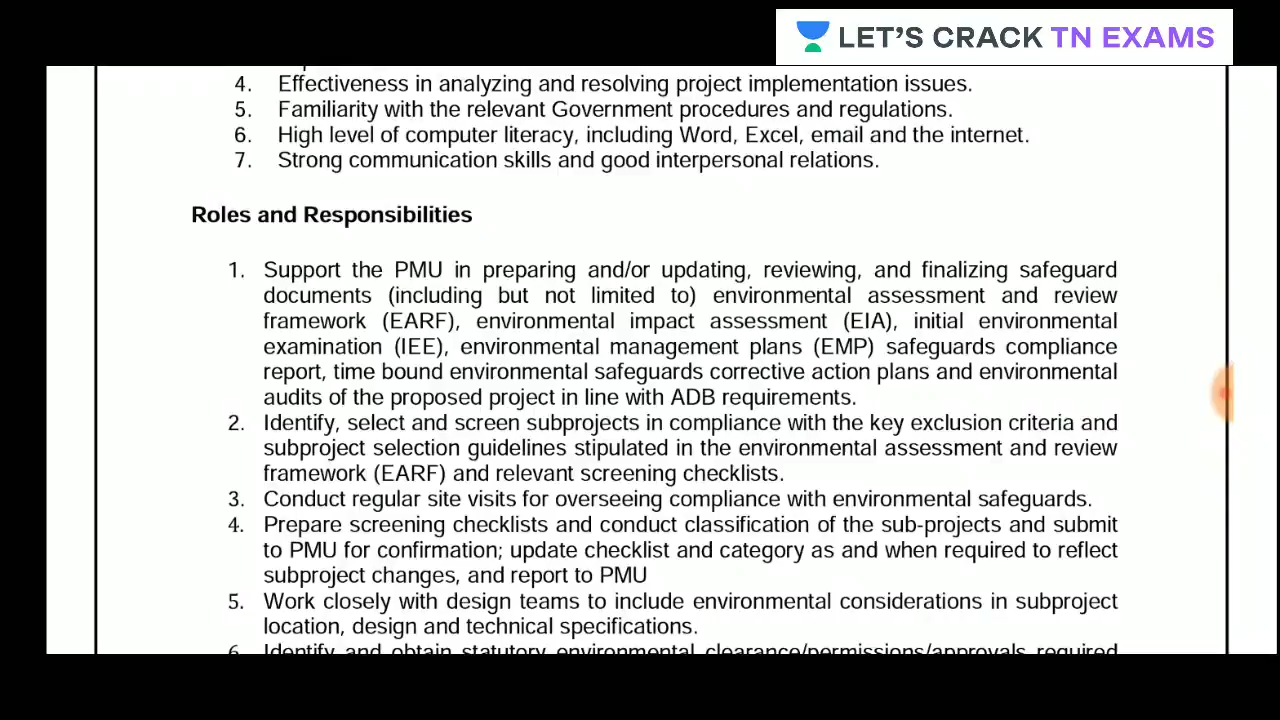 LET'S CRACK TN EXAMS
4. Effectiveness in analyzing and resolving project implementation issues.
5. Familiarity with the relevant Government procedures and regulations.
6. High level of computer literacy, including Word, Excel, email and the internet.
7. Strong communication skills and good interpersonal relations.
Roles and Responsibilities
1. Support the PMU in preparing and/or updating, reviewing, and finalizing safeguard
documents (including but not limited to) environmental assessment and review
framework (EARF), environmental impact assessment (EIA), initial environmental
examination (IEE), environmental management plans (EMP) safeguards compliance
report, time bound environmental safeguards corrective action plans and environmental
audits of the proposed project in line with ADB requirements.
2. Identify, select and screen subprojects in compliance with the key exclusion criteria and
subproject selection guidelines stipulated in the environmental assessment and review
framework (EARF) and relevant screening checklists.
3. Conduct regular site visits for overseeing compliance with environmental safeguards.
4. Prepare screening checklists and conduct classification of the sub-projects and submit
to PMU for confirmation; update checklist and category as and when required to reflect
subproject changes, and report to PMU
5. Work closely with design teams to include environmental considerations in subproject
location, design and technical specifications.
6. Identify and obtain statutory environmental clearance/permissions/approvals required